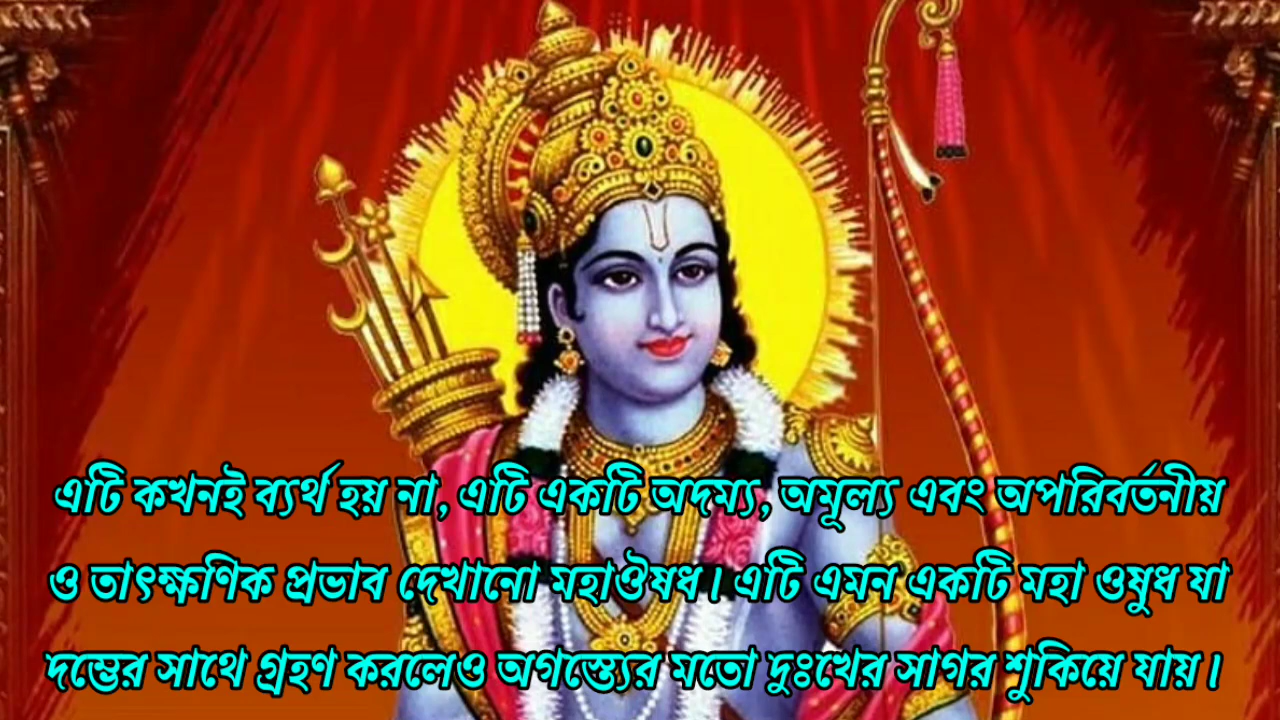 এটি কখনই ব্যর্থ হয় না, এটি একটি অদম্য, অমূল্য এবং অপরিবর্তনীয়
ও তাৎক্ষণিক প্রভাব দেখানো মহাঔষধ। এটি এমন একটি মহা ওষুধ যা
দম্ভের সাথে গ্রহণ করলেও অগস্ত্যের মতো দুঃখের সাগর শুকিয়ে যায়।